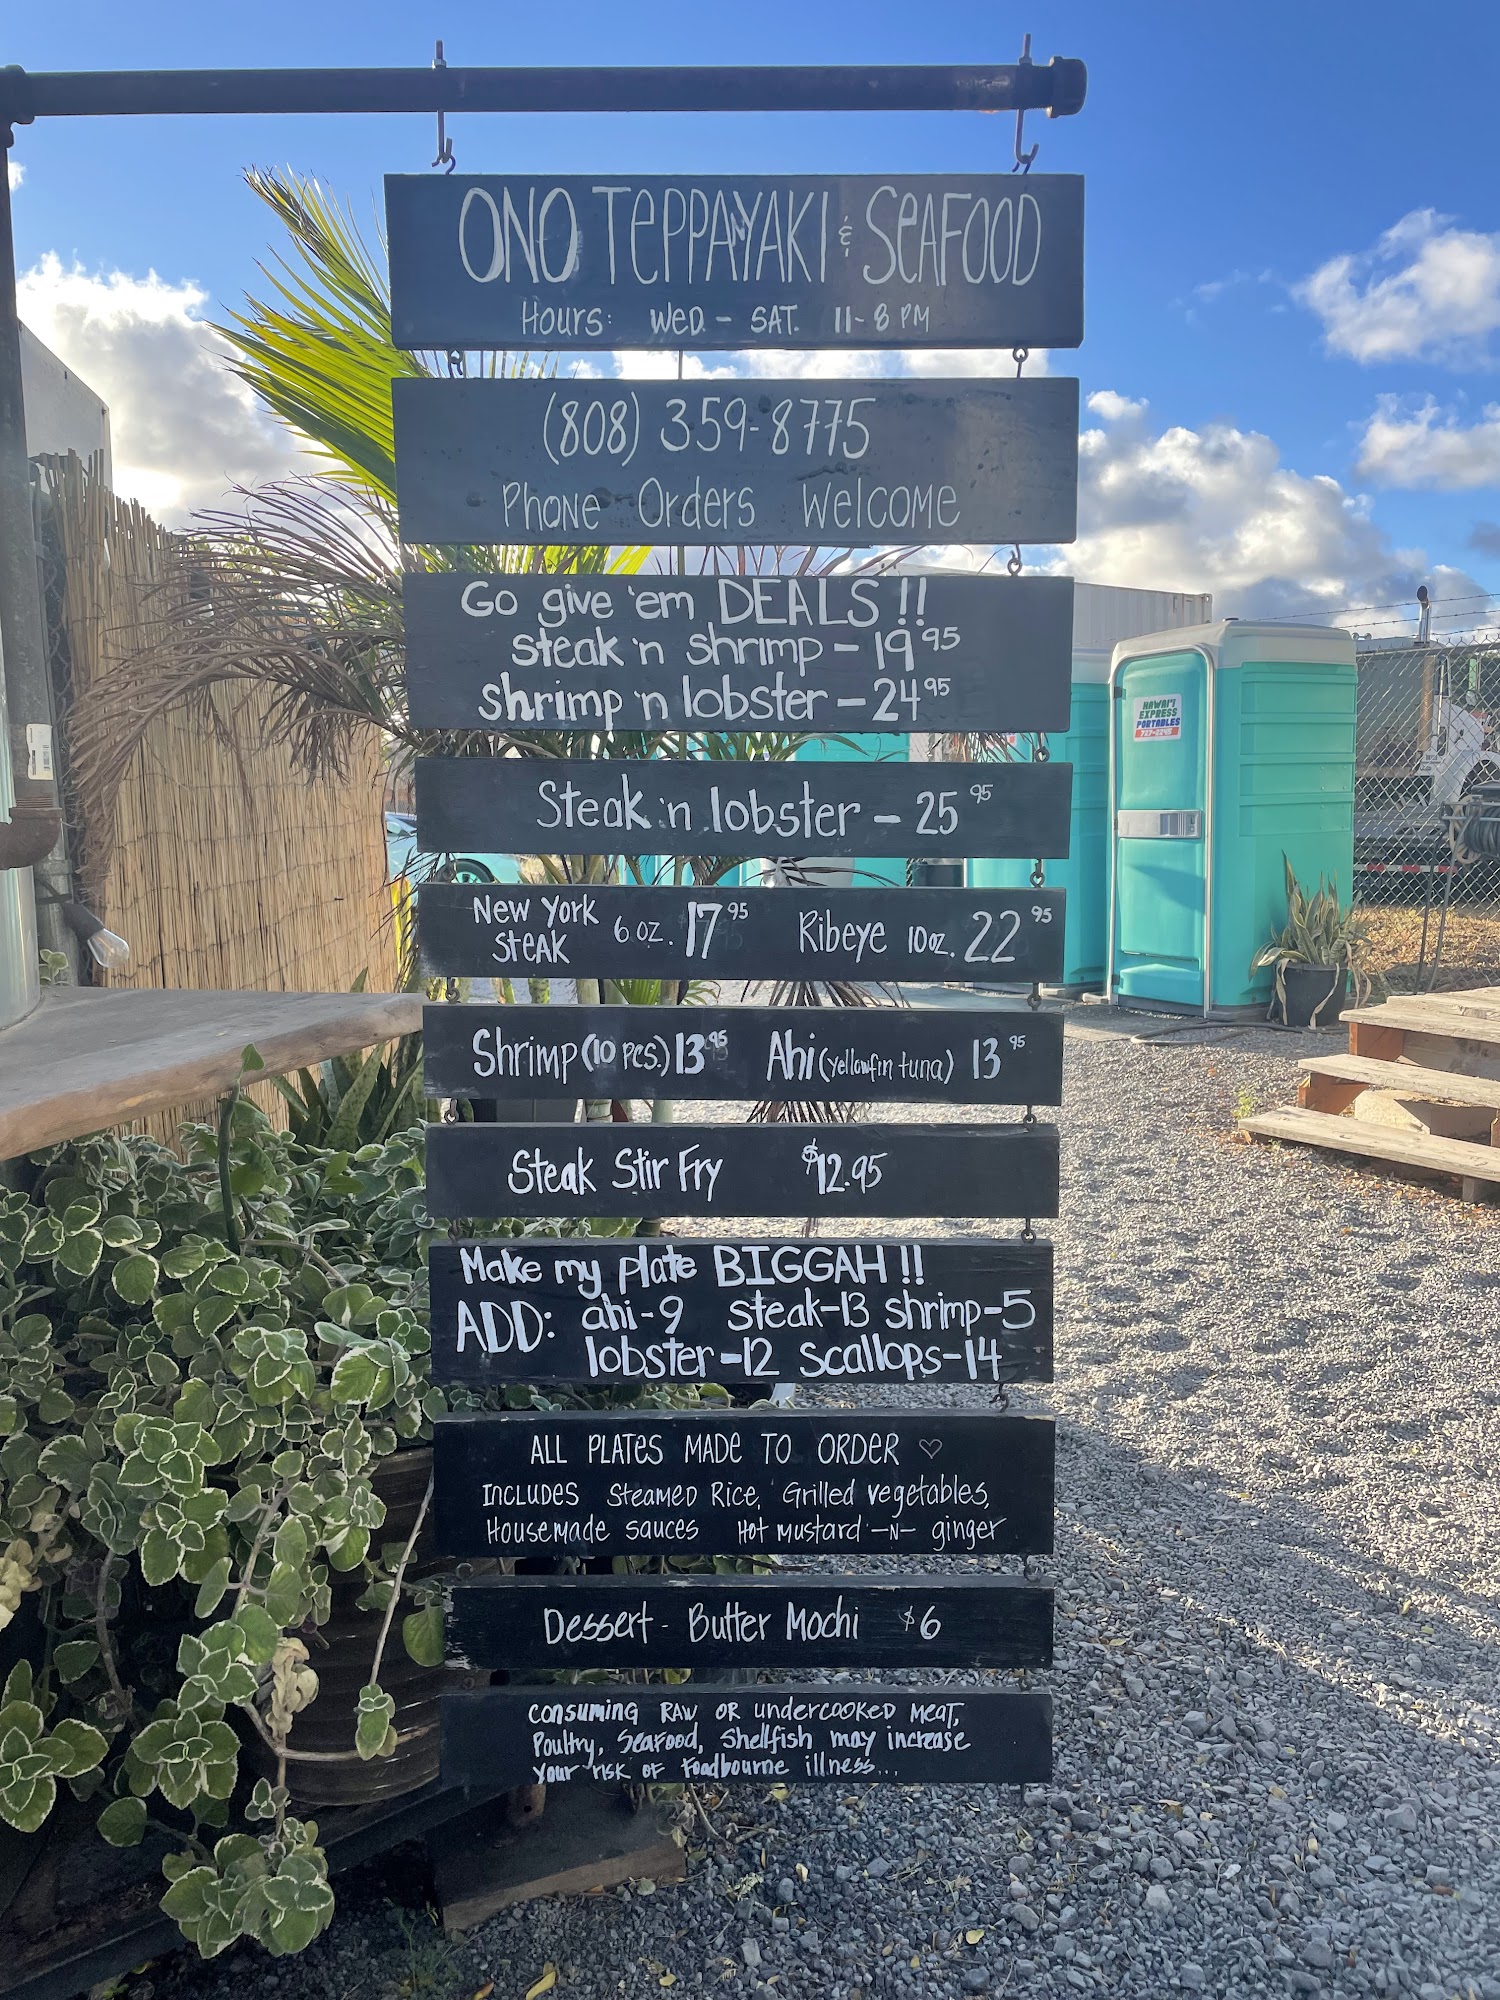 ONO TePPANYAKI & SeAFOOD
Hours: WeD. - SAT. 11-8 PM
(808) 359-8775
Phone Orders Welcome
Go give 'em DEALS!!
steak 'n shrimp - 19 95
shrimp 'n lobster - 24 95
Steak 'n lobster - 25 95
New York Steak 6 oz. 17 95 Ribeye 10 oz. 22 95
Shrimp (10 pcs.) 13 95 Ahi (yellowfin tuna) 13 95
Steak Stir Fry $12.95
Make my plate BIGGAH!!
ADD: ahi-9 steak-13 shrimp-5
lobster-12 scallops-14
ALL PLATes MADe TO ORDER ♡
Includes Steamed Rice, Grilled vegetables,
Housemade sauces Hot mustard -N- ginger
Dessert - Butter Mochi $6
consuming RAW OR undercooked meat,
Poultry, Seafood, Shellfish may increase
your risk of foodbourne illness...
HAWAI'I
EXPRESS
PORTABLES